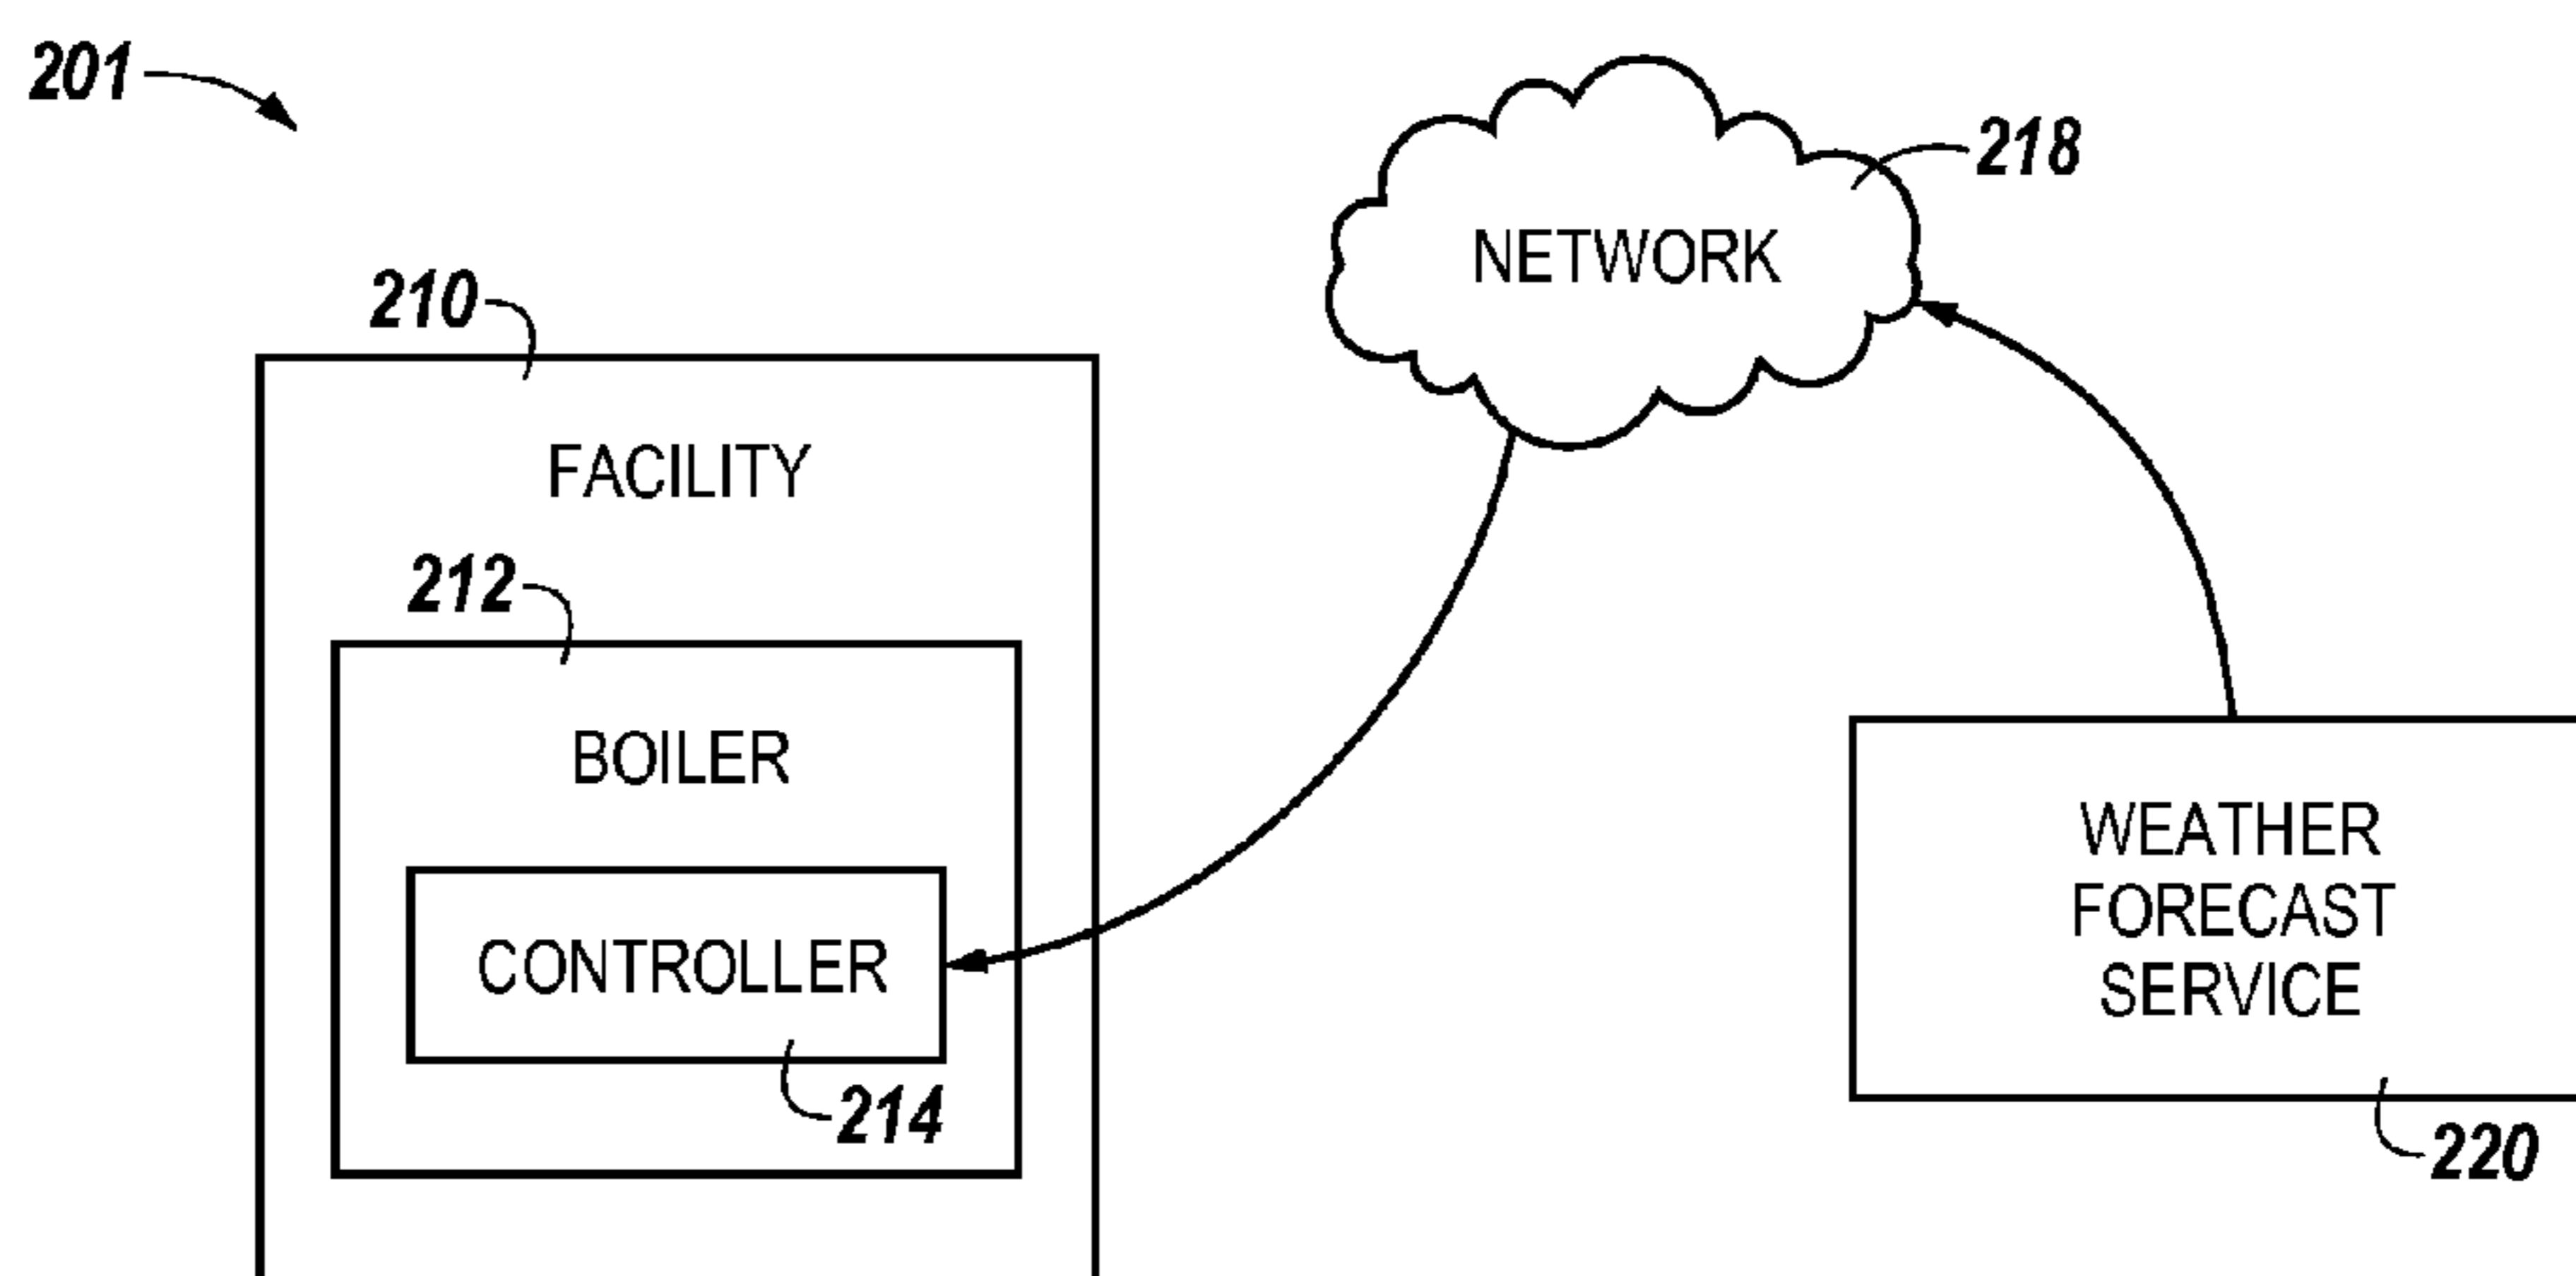 201
218
NETWORK
210
FACILITY
212
BOILER
CONTROLLER
214
WEATHER
FORECAST
SERVICE
220